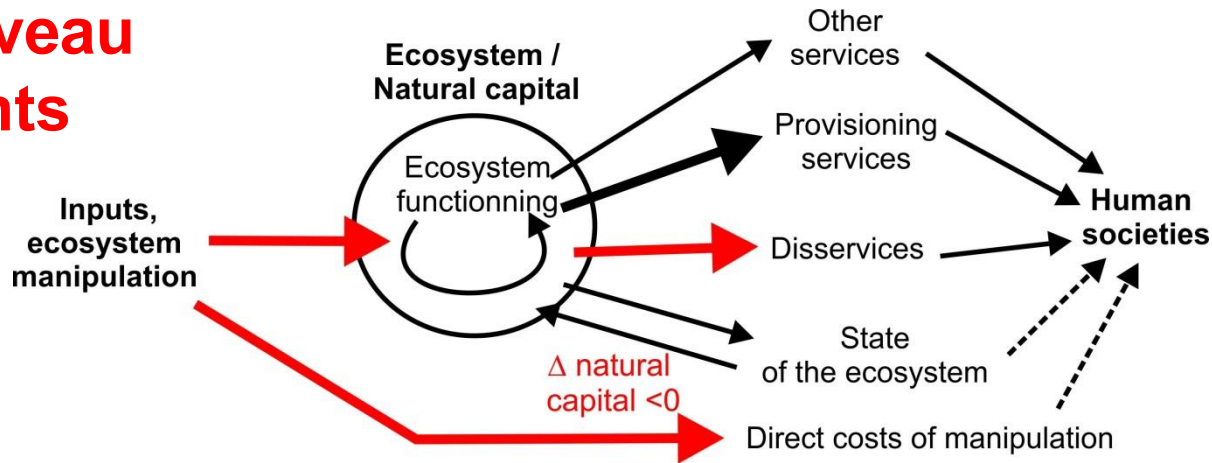 veau
nts
Ecosystem /
Natural capital
Ecosystem
functionning
Inputs,
ecosystem
manipulation
Other
services
Provisioning
services
Disservices
State
of the ecosystem
Direct costs of manipulation
Human
societies
Δ natural
capital <0